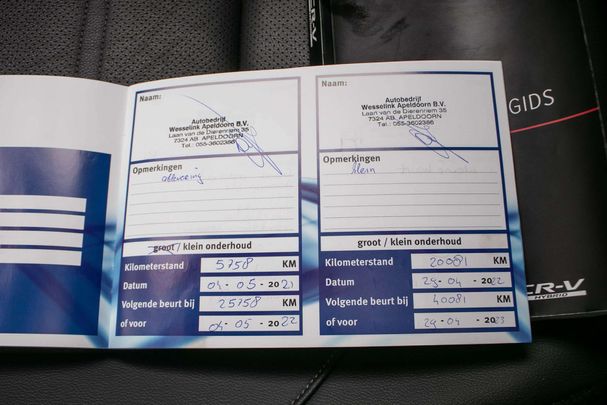 Naam:
Autobedrijf
Wesselink Apeldoorn B.V.
Laan van de Dierenriem 35
7324 AB APELDOORN
Tel.: 055-3602386
Opmerkingen
aflevering
groot / klein onderhoud
Kilometerstand 5758 KM
Datum 04-05-2021
Volgende beurt bij 25758 KM
of voor 04-05-2022
Naam:
Autobedrijf
Wesselink Apeldoorn B.V.
Laan van de Dierenriem 35
7324 AB APELDOORN
Tel.: 055-3602386
Opmerkingen
klein
groot / klein onderhoud
Kilometerstand 20081 KM
Datum 29-04-2022
Volgende beurt bij 40081 KM
of voor 29-04-2023
GIDS
CR-V
HYBRID